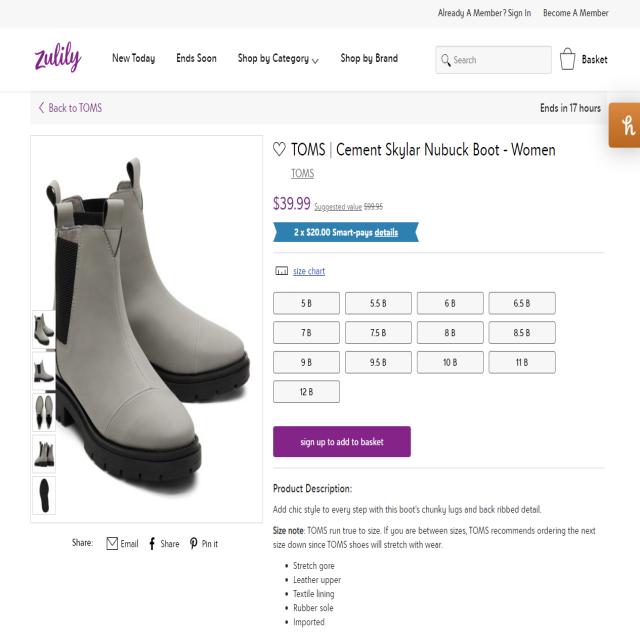 Already A Member? Sign In Become A Member
zulily New Today Ends Soon Shop by Category Shop by Brand Search Basket
Back to TOMS Ends in 17 hours
h
TOMS | Cement Skylar Nubuck Boot - Women
TOMS
$39.99 Suggested value $99.95
2 x $20.00 Smart-pays details
size chart
5 B 5.5 B 6 B 6.5 B
7 B 7.5 B 8 B 8.5 B
9 B 9.5 B 10 B 11 B
12 B
sign up to add to basket
Product Description:
Add chic style to every step with this boot's chunky lugs and back ribbed detail.
Size note: TOMS run true to size. If you are between sizes, TOMS recommends ordering the next
size down since TOMS shoes will stretch with wear.
Share: Email Share Pin it
• Stretch gore
• Leather upper
• Textile lining
• Rubber sole
• Imported